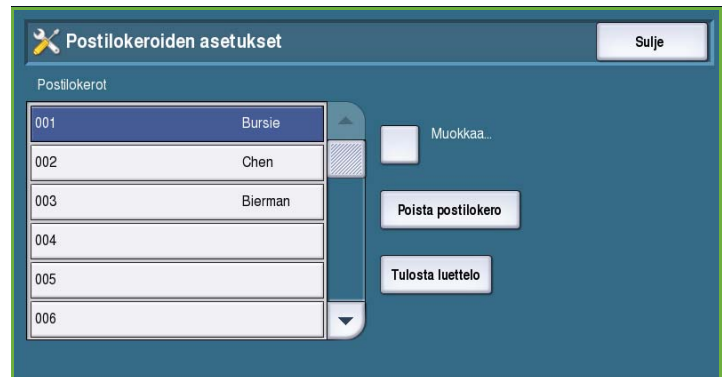 Postilokeroiden asetukset
Sulje
Postilokerot
001 Bursie
002 Chen
003 Bierman
004
005
006
Muokkaa...
Poista postilokero
Tulosta luettelo